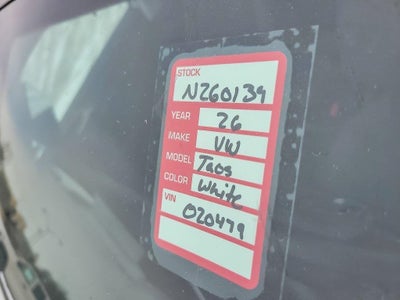 STOCK
N260139
YEAR 26
MAKE VW
MODEL Taos
COLOR White
VIN
020479